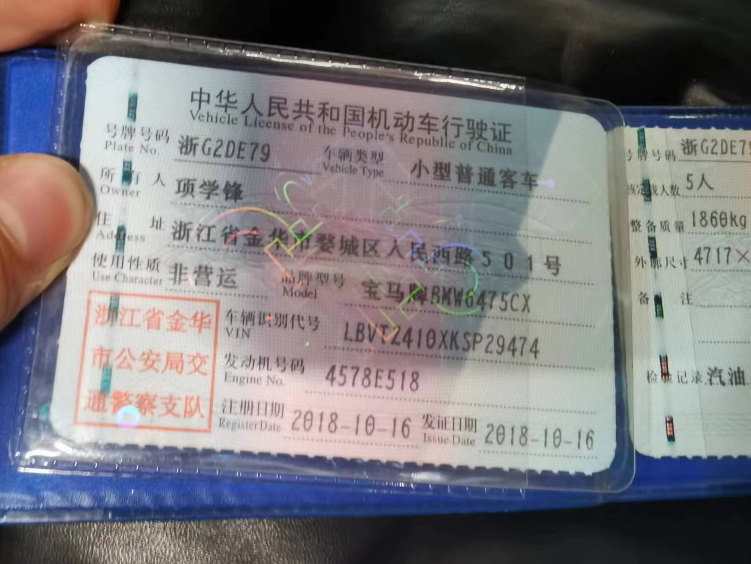 中华人民共和国机动车行驶证
Vehicle License of the People's Republic of China
号牌号码 浙G2DE79 车辆类型 小型普通客车
Plate No. Vehicle Type
所有人 项学锋
Owner
住址 浙江省金华市婺城区人民西路501号
Address
使用性质 非营运 品牌型号 宝马牌BMW6475CX
Use Character Model
浙江省金华
市公安局交
通警察支队
车辆识别代号 LBVTZ410XKSP29474
VIN
发动机号码 4578E518
Engine No.
注册日期 2018-10-16 发证日期 2018-10-16
Register Date Issue Date
号牌号码 浙G2DE79
核定载人数 5人
整备质量 1860kg
外廓尺寸 4717×
备注
检验记录 汽油